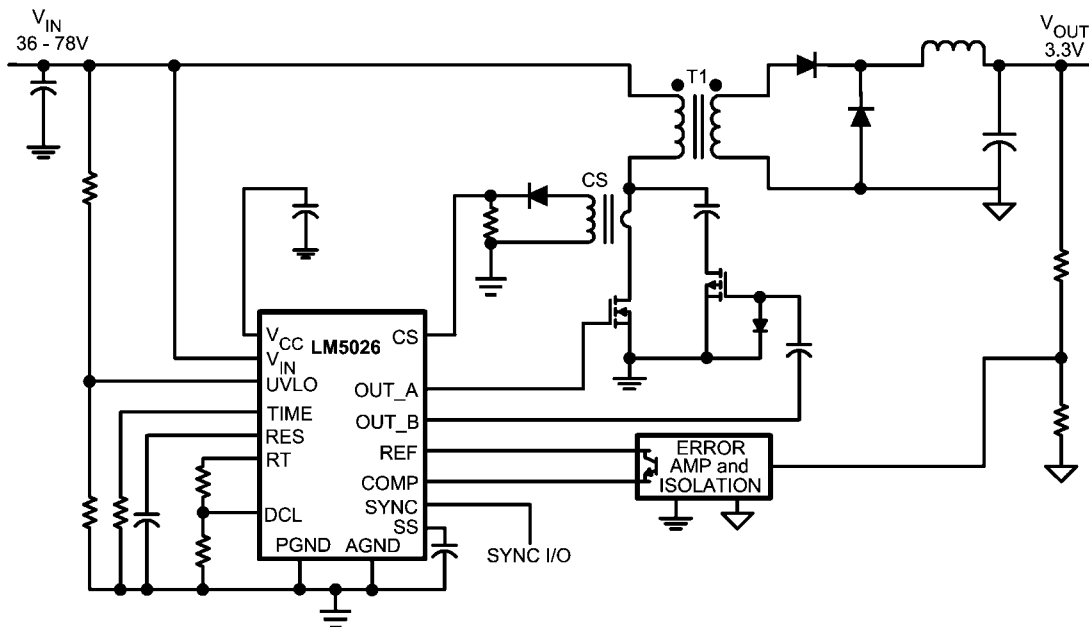 VIN
36 - 78V
VOUT
3.3V
T1
CS
LM5026
VCC
VIN
UVLO
TIME
RES
RT
DCL
PGND
AGND
CS
OUT_A
OUT_B
REF
COMP
SYNC
SS
SYNC I/O
ERROR
AMP and
ISOLATION